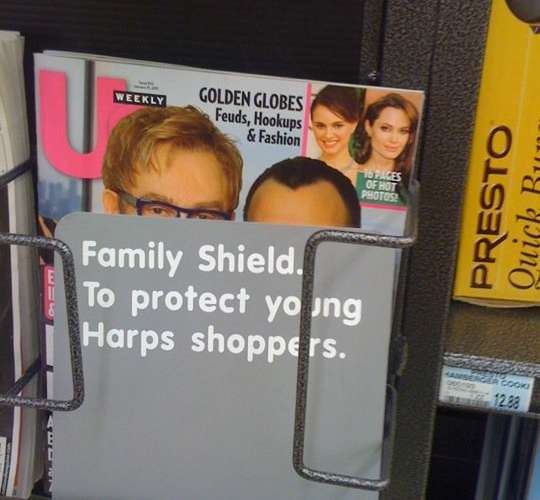 WEEKLY
GOLDEN GLOBES
Feuds, Hookups
& Fashion
16 PAGES
OF HOT
PHOTOS!
Family Shield.
To protect young
Harps shoppers.
PRESTO
Quick
12.88